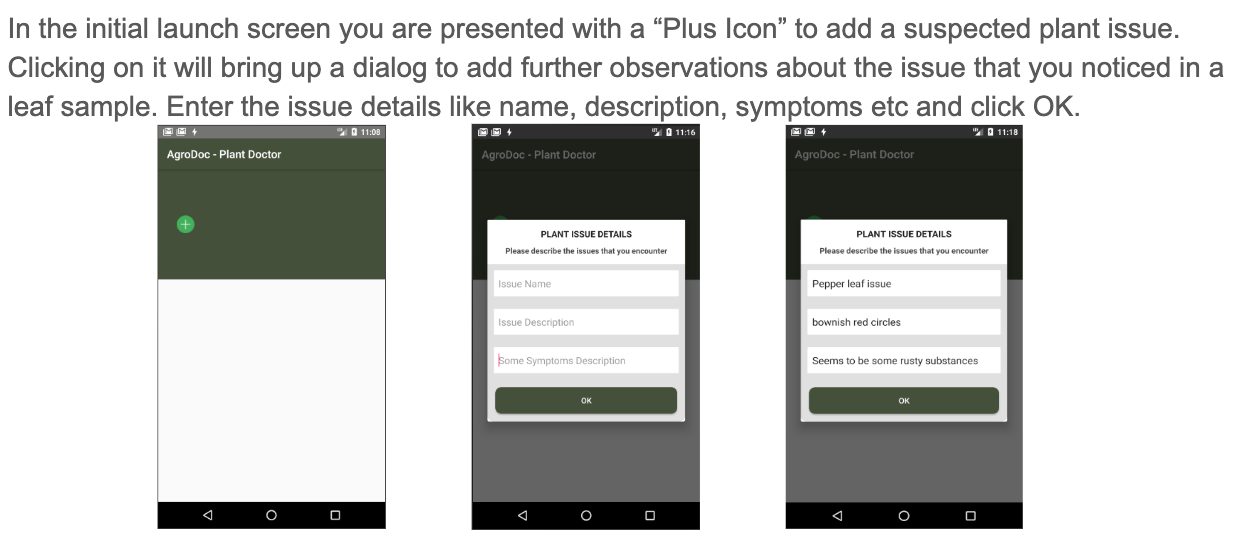 In the initial launch screen you are presented with a “Plus Icon” to add a suspected plant issue.
Clicking on it will bring up a dialog to add further observations about the issue that you noticed in a
leaf sample. Enter the issue details like name, description, symptoms etc and click OK.
11:08
AgroDoc - Plant Doctor
11:16
AgroDoc - Plant Doctor
PLANT ISSUE DETAILS
Please describe the issues that you encounter
Issue Name
Issue Description
Some Symptoms Description
OK
11:18
AgroDoc - Plant Doctor
PLANT ISSUE DETAILS
Please describe the issues that you encounter
Pepper leaf issue
bownish red circles
Seems to be some rusty substances
OK